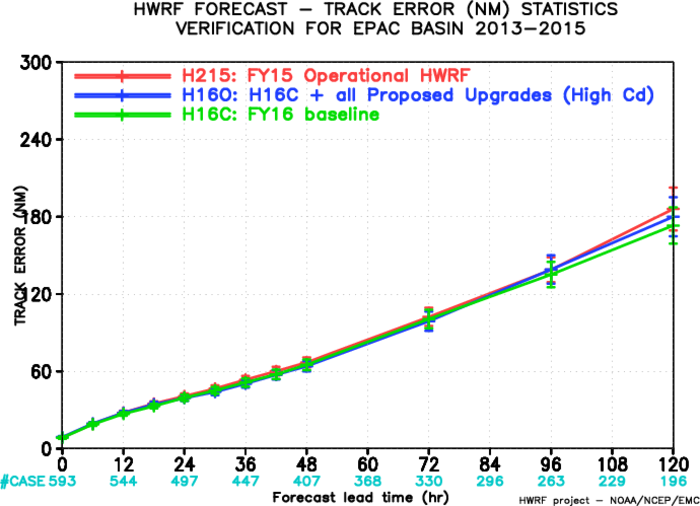 HWRF FORECAST – TRACK ERROR (NM) STATISTICS
VERIFICATION FOR EPAC BASIN 2013–2015
H215: FY15 Operational HWRF
H16O: H16C + all Proposed Upgrades (High Cd)
H16C: FY16 baseline
TRACK ERROR (NM)
300
240
180
120
60
0
0 12 24 36 48 60 72 84 96 108 120
#CASE 593 544 497 447 407 368 330 296 263 229 196
Forecast lead time (hr)
HWRF project – NOAA/NCEP/EMC